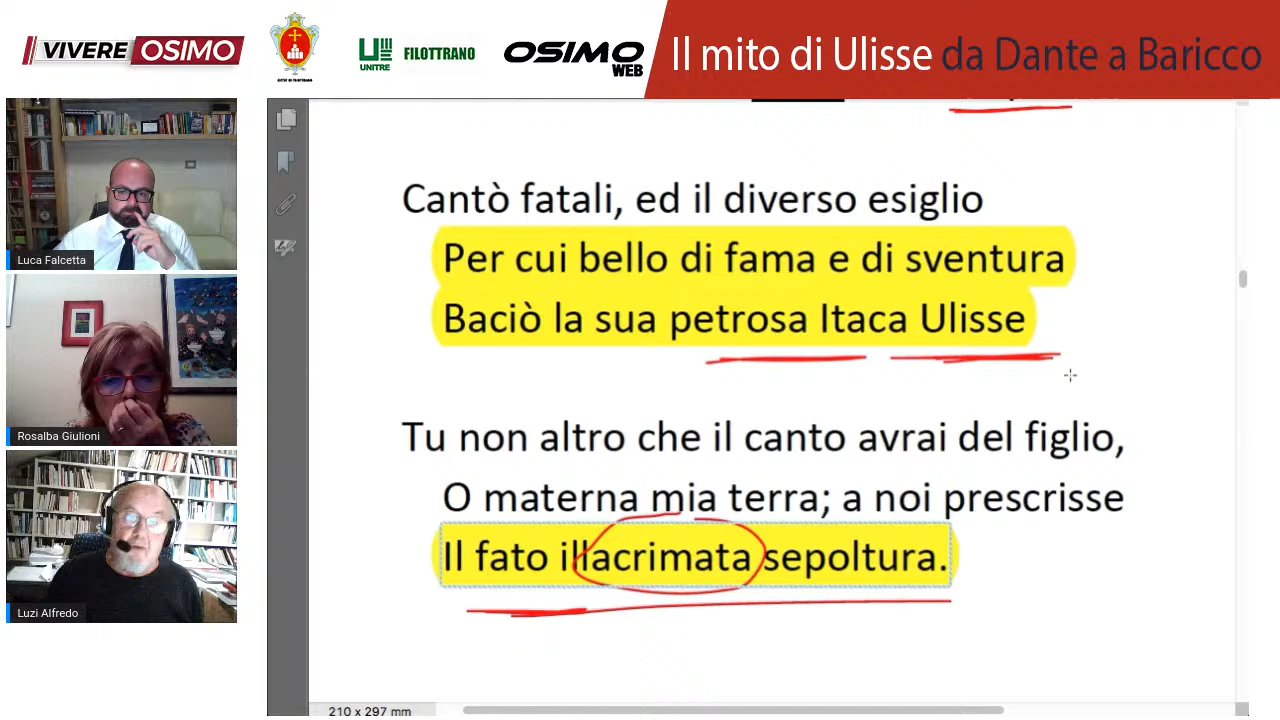 VIVERE OSIMO
CITTÀ DI FILOTTRANO
UNITRE
FILOTTRANO
OSIMO
WEB
Il mito di Ulisse da Dante a Baricco
Luca Falcetta
Rosalba Giulioni
Luzi Alfredo
Cantò fatali, ed il diverso esiglio
Per cui bello di fama e di sventura
Baciò la sua petrosa Itaca Ulisse
Tu non altro che il canto avrai del figlio,
O materna mia terra; a noi prescrisse
Il fato illacrimata sepoltura.
210 x 297 mm